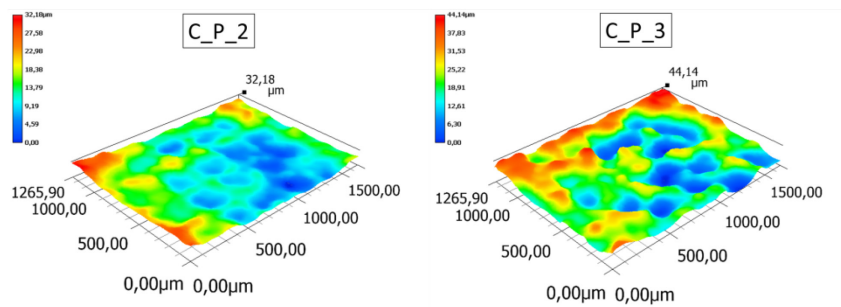 32,18µm
27,58
22,98
18,38
13,79
9,19
4,59
0,00
C_P_2
32,18
µm
1265,90
1000,00
500,00
0,00µm
0,00µm
500,00
1000,00
1500,00
44,14µm
37,83
31,53
25,22
18,91
12,61
6,30
0,00
C_P_3
44,14
µm
1265,90
1000,00
500,00
0,00µm
0,00µm
500,00
1000,00
1500,00